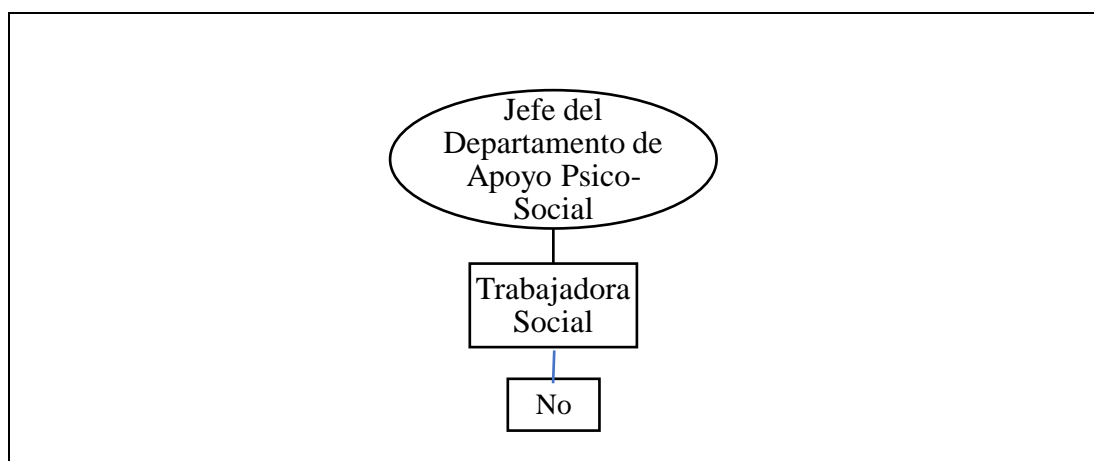 Jefe del
Departamento de
Apoyo Psico-
Social
Trabajadora
Social
No